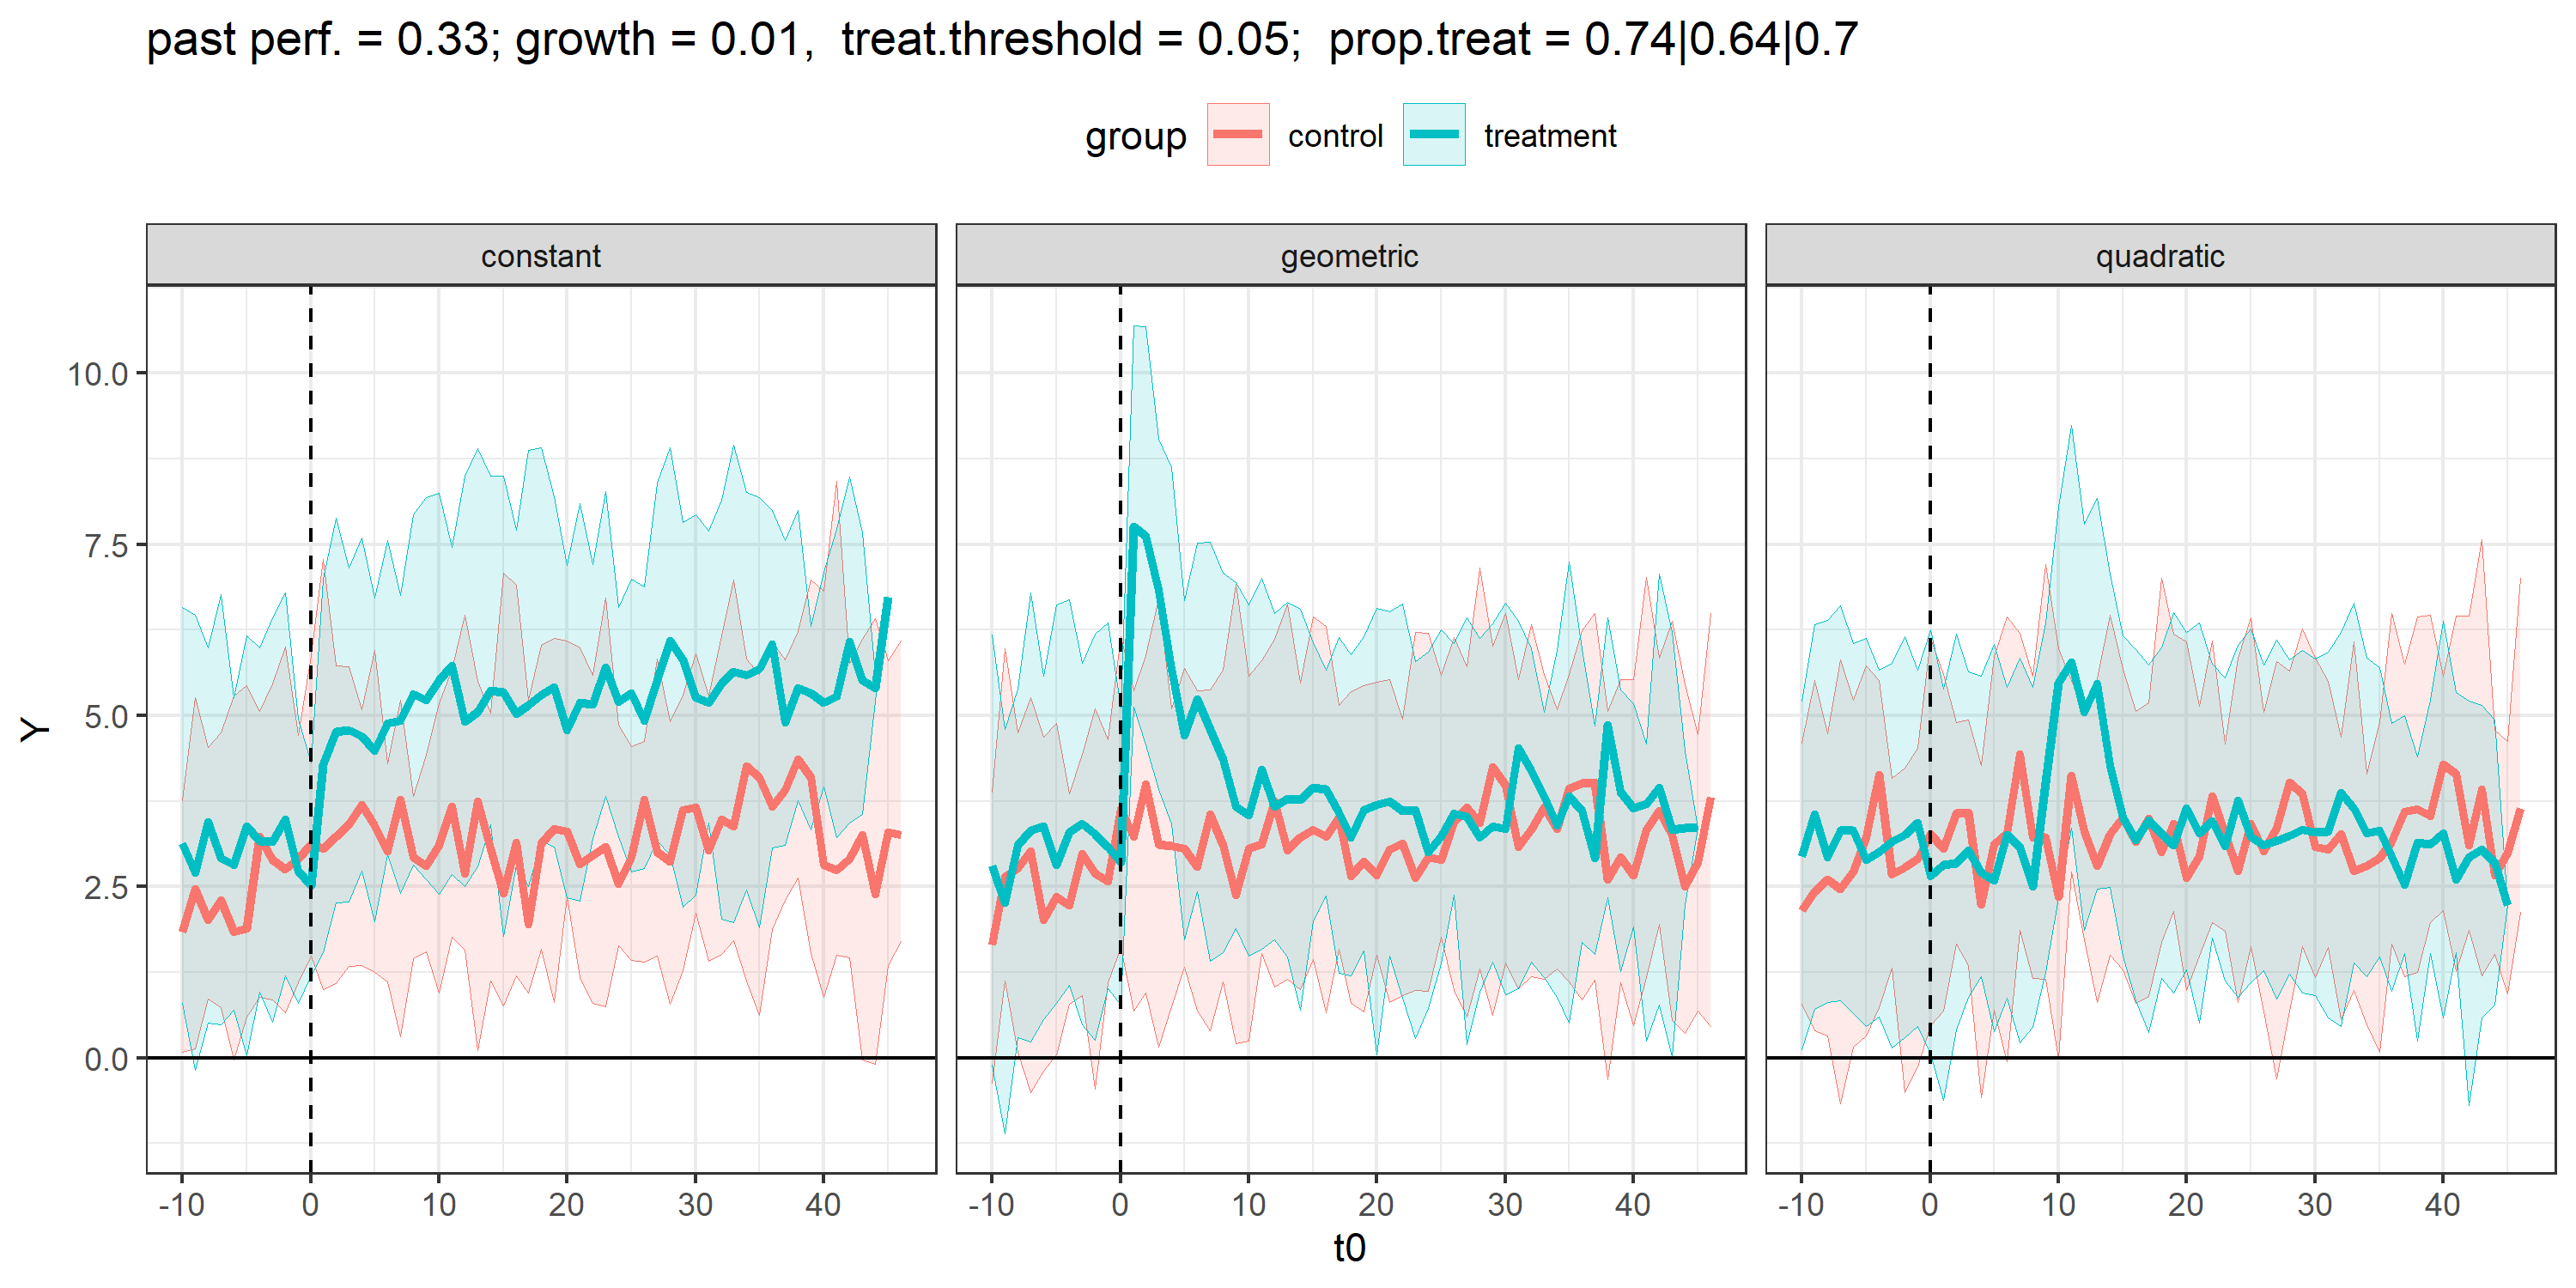 past perf. = 0.33; growth = 0.01,  treat.threshold = 0.05;  prop.treat = 0.74|0.64|0.7
group control treatment
constant geometric quadratic
10.0
7.5
5.0
2.5
0.0
Y
-10 0 10 20 30 40 -10 0 10 20 30 40 -10 0 10 20 30 40
t0